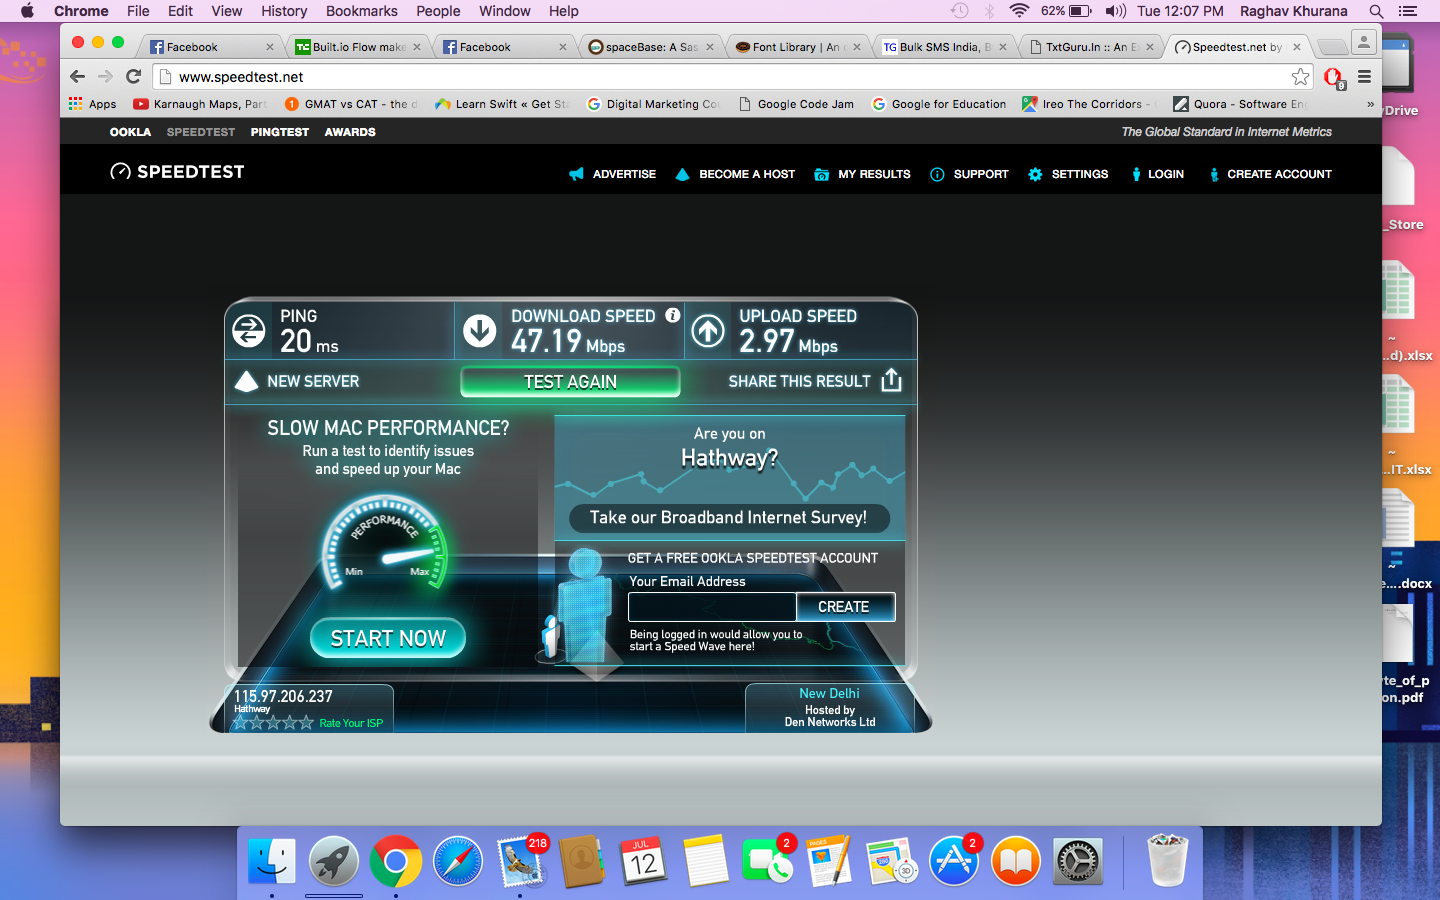 Chrome File Edit View History Bookmarks People Window Help 62% Tue 12:07 PM Raghav Khurana
Facebook
Built.io Flow make
Facebook
spaceBase: A Sas
Font Library | An
Bulk SMS India, B
TxtGuru.In :: An E
Speedtest.net by
www.speedtest.net
9
Apps Karnaugh Maps, Part GMAT vs CAT - the d Learn Swift « Get Sta Digital Marketing Co Google Code Jam Google for Education Ireo The Corridors - Quora - Software En »
OOKLA SPEEDTEST PINGTEST AWARDS The Global Standard in Internet Metrics
SPEEDTEST
ADVERTISE BECOME A HOST MY RESULTS SUPPORT SETTINGS LOGIN CREATE ACCOUNT
PING
20 ms
DOWNLOAD SPEED
47.19 Mbps
UPLOAD SPEED
2.97 Mbps
NEW SERVER
TEST AGAIN
SHARE THIS RESULT
SLOW MAC PERFORMANCE?
Run a test to identify issues
and speed up your Mac
PERFORMANCE
Min Max
START NOW
Are you on
Hathway?
Take our Broadband Internet Survey!
GET A FREE OOKLA SPEEDTEST ACCOUNT
Your Email Address
CREATE
Being logged in would allow you to
start a Speed Wave here!
115.97.206.237
Hathway
Rate Your ISP
New Delhi
Hosted by
Den Networks Ltd
yDrive
_Store
~
...d).xlsx
~
...IT.xlsx
~
e....docx
rte_of_p
on.pdf
218
JUL
12
2
PAGES
280
3D
2